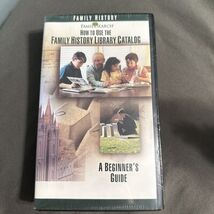 FAMILY HISTORY
FAMILYSEARCH
HOW TO USE THE
FAMILY HISTORY LIBRARY CATALOG
A BEGINNER'S
GUIDE